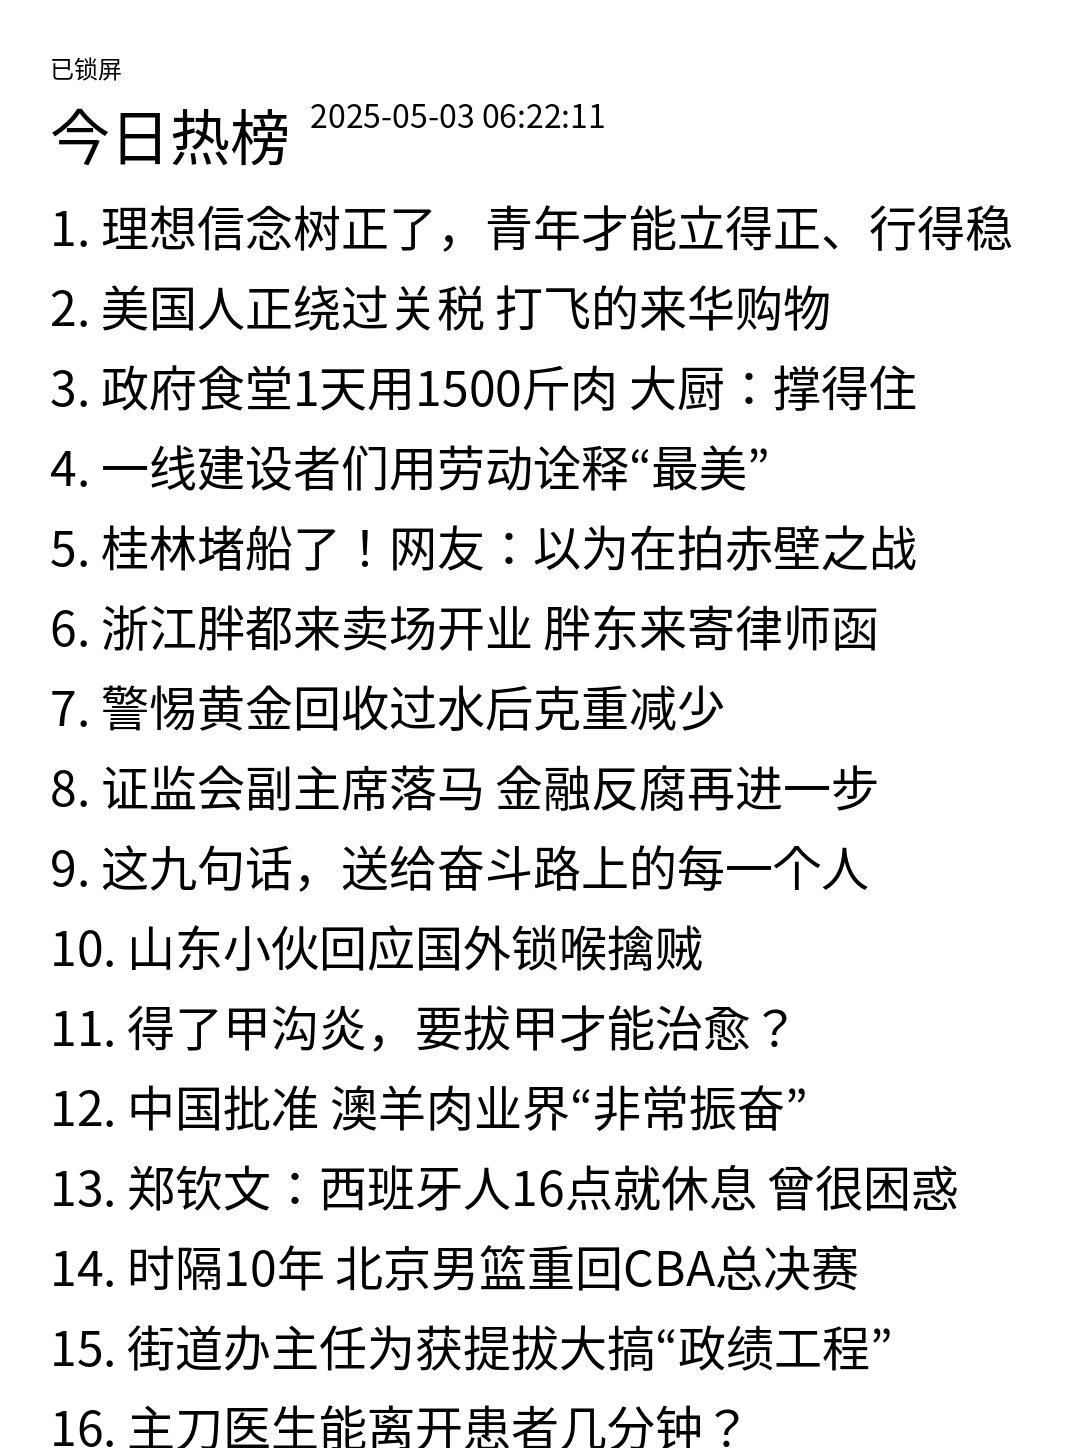 已锁屏
今日热榜 2025-05-03 06:22:11
1. 理想信念树正了，青年才能立得正、行得稳
2. 美国人正绕过关税 打飞的来华购物
3. 政府食堂1天用1500斤肉 大厨：撑得住
4. 一线建设者们用劳动诠释“最美”
5. 桂林堵船了！网友：以为在拍赤壁之战
6. 浙江胖都来卖场开业 胖东来寄律师函
7. 警惕黄金回收过水后克重减少
8. 证监会副主席落马 金融反腐再进一步
9. 这九句话，送给奋斗路上的每一个人
10. 山东小伙回应国外锁喉擒贼
11. 得了甲沟炎，要拔甲才能治愈？
12. 中国批准 澳羊肉业界“非常振奋”
13. 郑钦文：西班牙人16点就休息 曾很困惑
14. 时隔10年 北京男篮重回CBA总决赛
15. 街道办主任为获提拔大搞“政绩工程”
16. 主刀医生能离开患者几分钟？